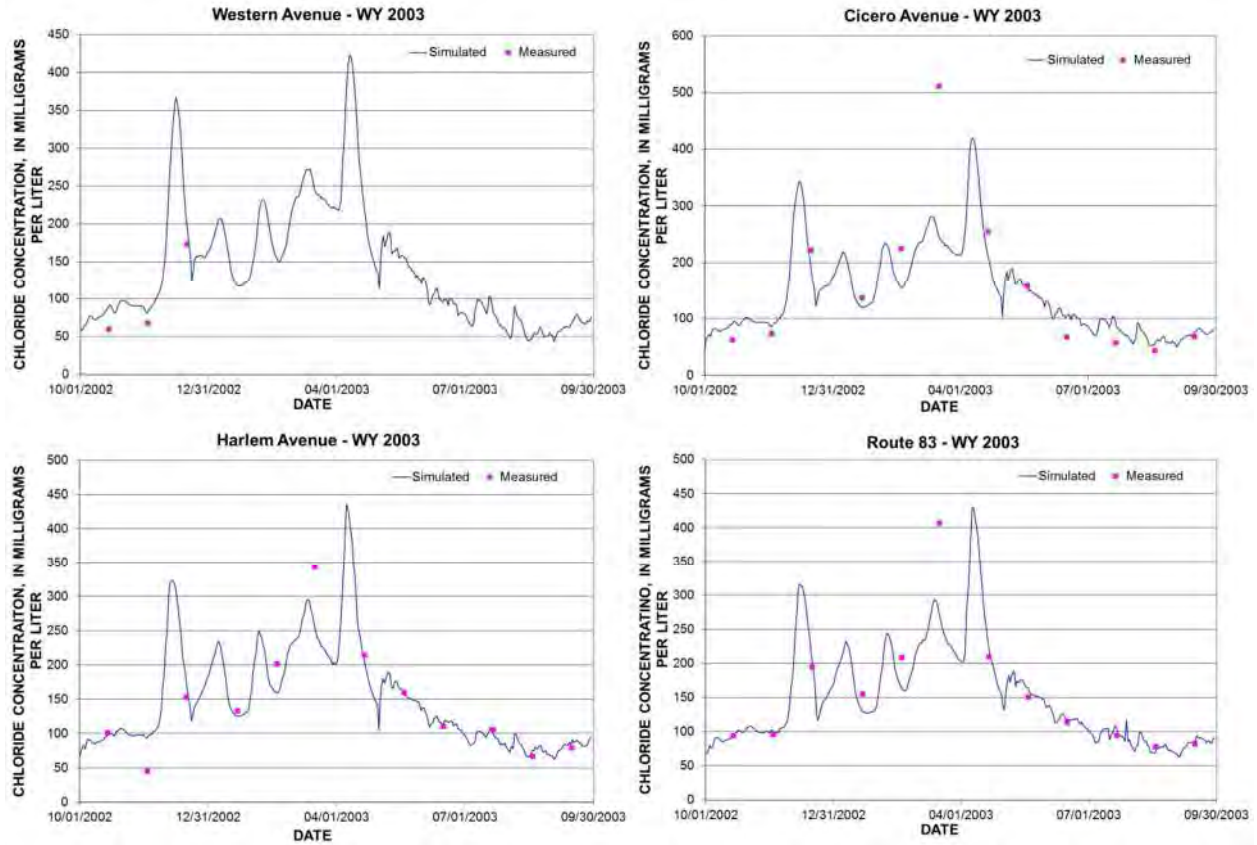 Western Avenue - WY 2003
CHLORIDE CONCENTRATION, IN MILLIGRAMS
PER LITER
450
400
350
300
250
200
150
100
50
0
Simulated
Measured
10/01/2002
12/31/2002
04/01/2003
07/01/2003
09/30/2003
DATE
Cicero Avenue - WY 2003
CHLORIDE CONCENTRATION, IN MILLIGRAMS
PER LITER
600
500
400
300
200
100
0
Simulated
Measured
10/01/2002
12/31/2002
04/01/2003
07/01/2003
09/30/2003
DATE
Harlem Avenue - WY 2003
CHLORIDE CONCENTRAITON, IN MILLIGRAMS
PER LITER
500
450
400
350
300
250
200
150
100
50
0
Simulated
Measured
10/01/2002
12/31/2002
04/01/2003
07/01/2003
09/30/2003
DATE
Route 83 - WY 2003
CHLORIDE CONCENTRATINO, IN MILLIGRAMS
PER LITER
500
450
400
350
300
250
200
150
100
50
0
Simulated
Measured
10/01/2002
12/31/2002
04/01/2003
07/01/2003
09/30/2003
DATE